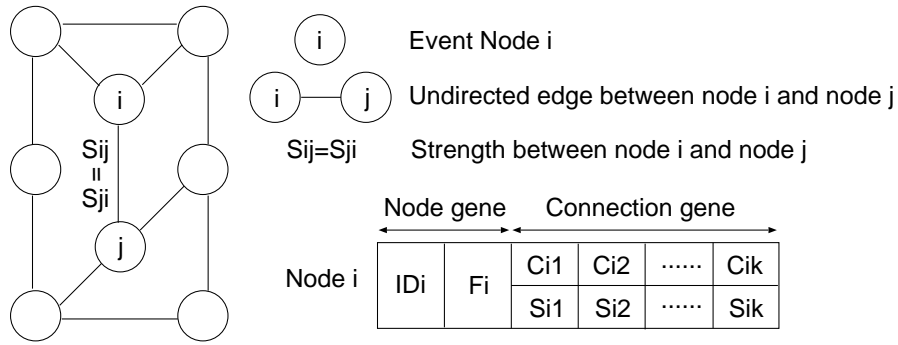 i
Sij
=
Sji
j
i
Event Node i
i
j
Undirected edge between node i and node j
Sij=Sji
Strength between node i and node j
Node gene
Connection gene
Node i
IDi
Fi
Ci1
Ci2
······
Cik
Si1
Si2
······
Sik